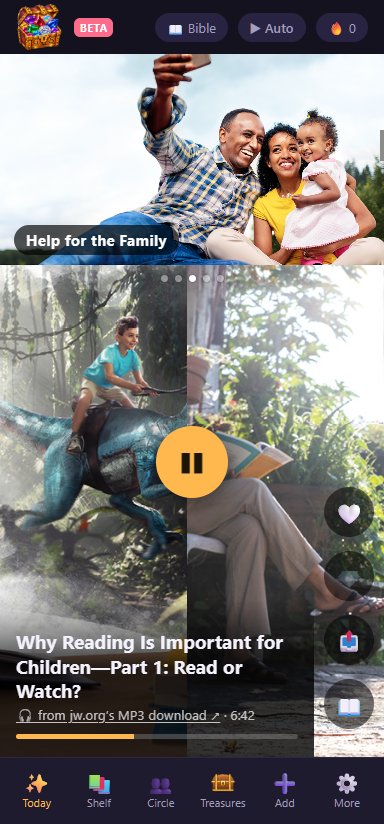 BETA
Bible
Auto
0
Help for the Family
Why Reading Is Important for
Children—Part 1: Read or
Watch?
from jw.org's MP3 download ↗ · 6:42
Today
Shelf
Circle
Treasures
Add
More